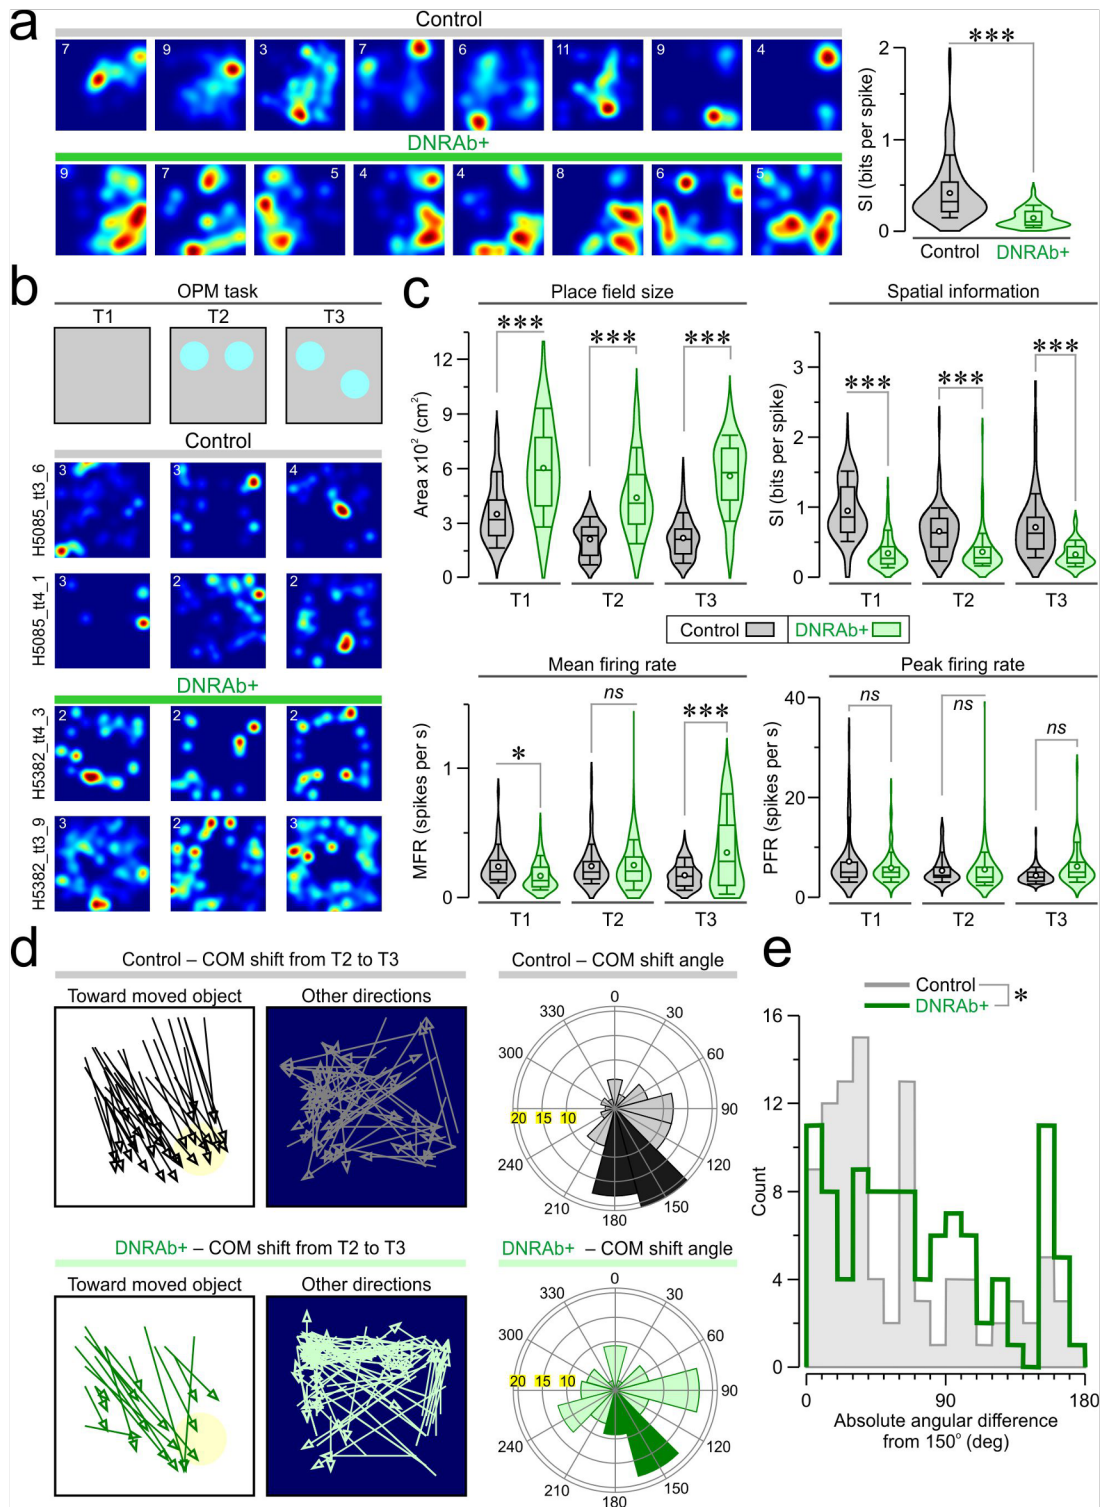 a
Control
7 9 3 7 6 11 9 4
DNRAb+
9 7 5 4 4 8 6 5
***
2
1
0
SI (bits per spike)
Control DNRAb+
b
OPM task
T1 T2 T3
Control
H5085_tt3_6
3 3 4
H5085_tt4_1
3 2 2
DNRAb+
H5382_tt4_3
2 2 2
H5382_tt3_9
3 2 3
c
Place field size
*** *** ***
12
9
6
3
0
Area x10² (cm²)
T1 T2 T3
Spatial information
*** *** ***
3
2
1
0
SI (bits per spike)
T1 T2 T3
Control DNRAb+
Mean firing rate
* ns ***
1
0
MFR (spikes per s)
T1 T2 T3
Peak firing rate
ns ns ns
40
20
0
PFR (spikes per s)
T1 T2 T3
d
Control – COM shift from T2 to T3
Toward moved object Other directions
Control – COM shift angle
0
330 30
300 60
20 15 10 90
240 120
210 150
180
DNRAb+ – COM shift from T2 to T3
Toward moved object Other directions
DNRAb+ – COM shift angle
0
330 30
300 60
20 15 10 90
240 120
210 150
180
e
Control
DNRAb+
*
16
12
8
4
0
Count
0 90 180
Absolute angular difference
from 150° (deg)